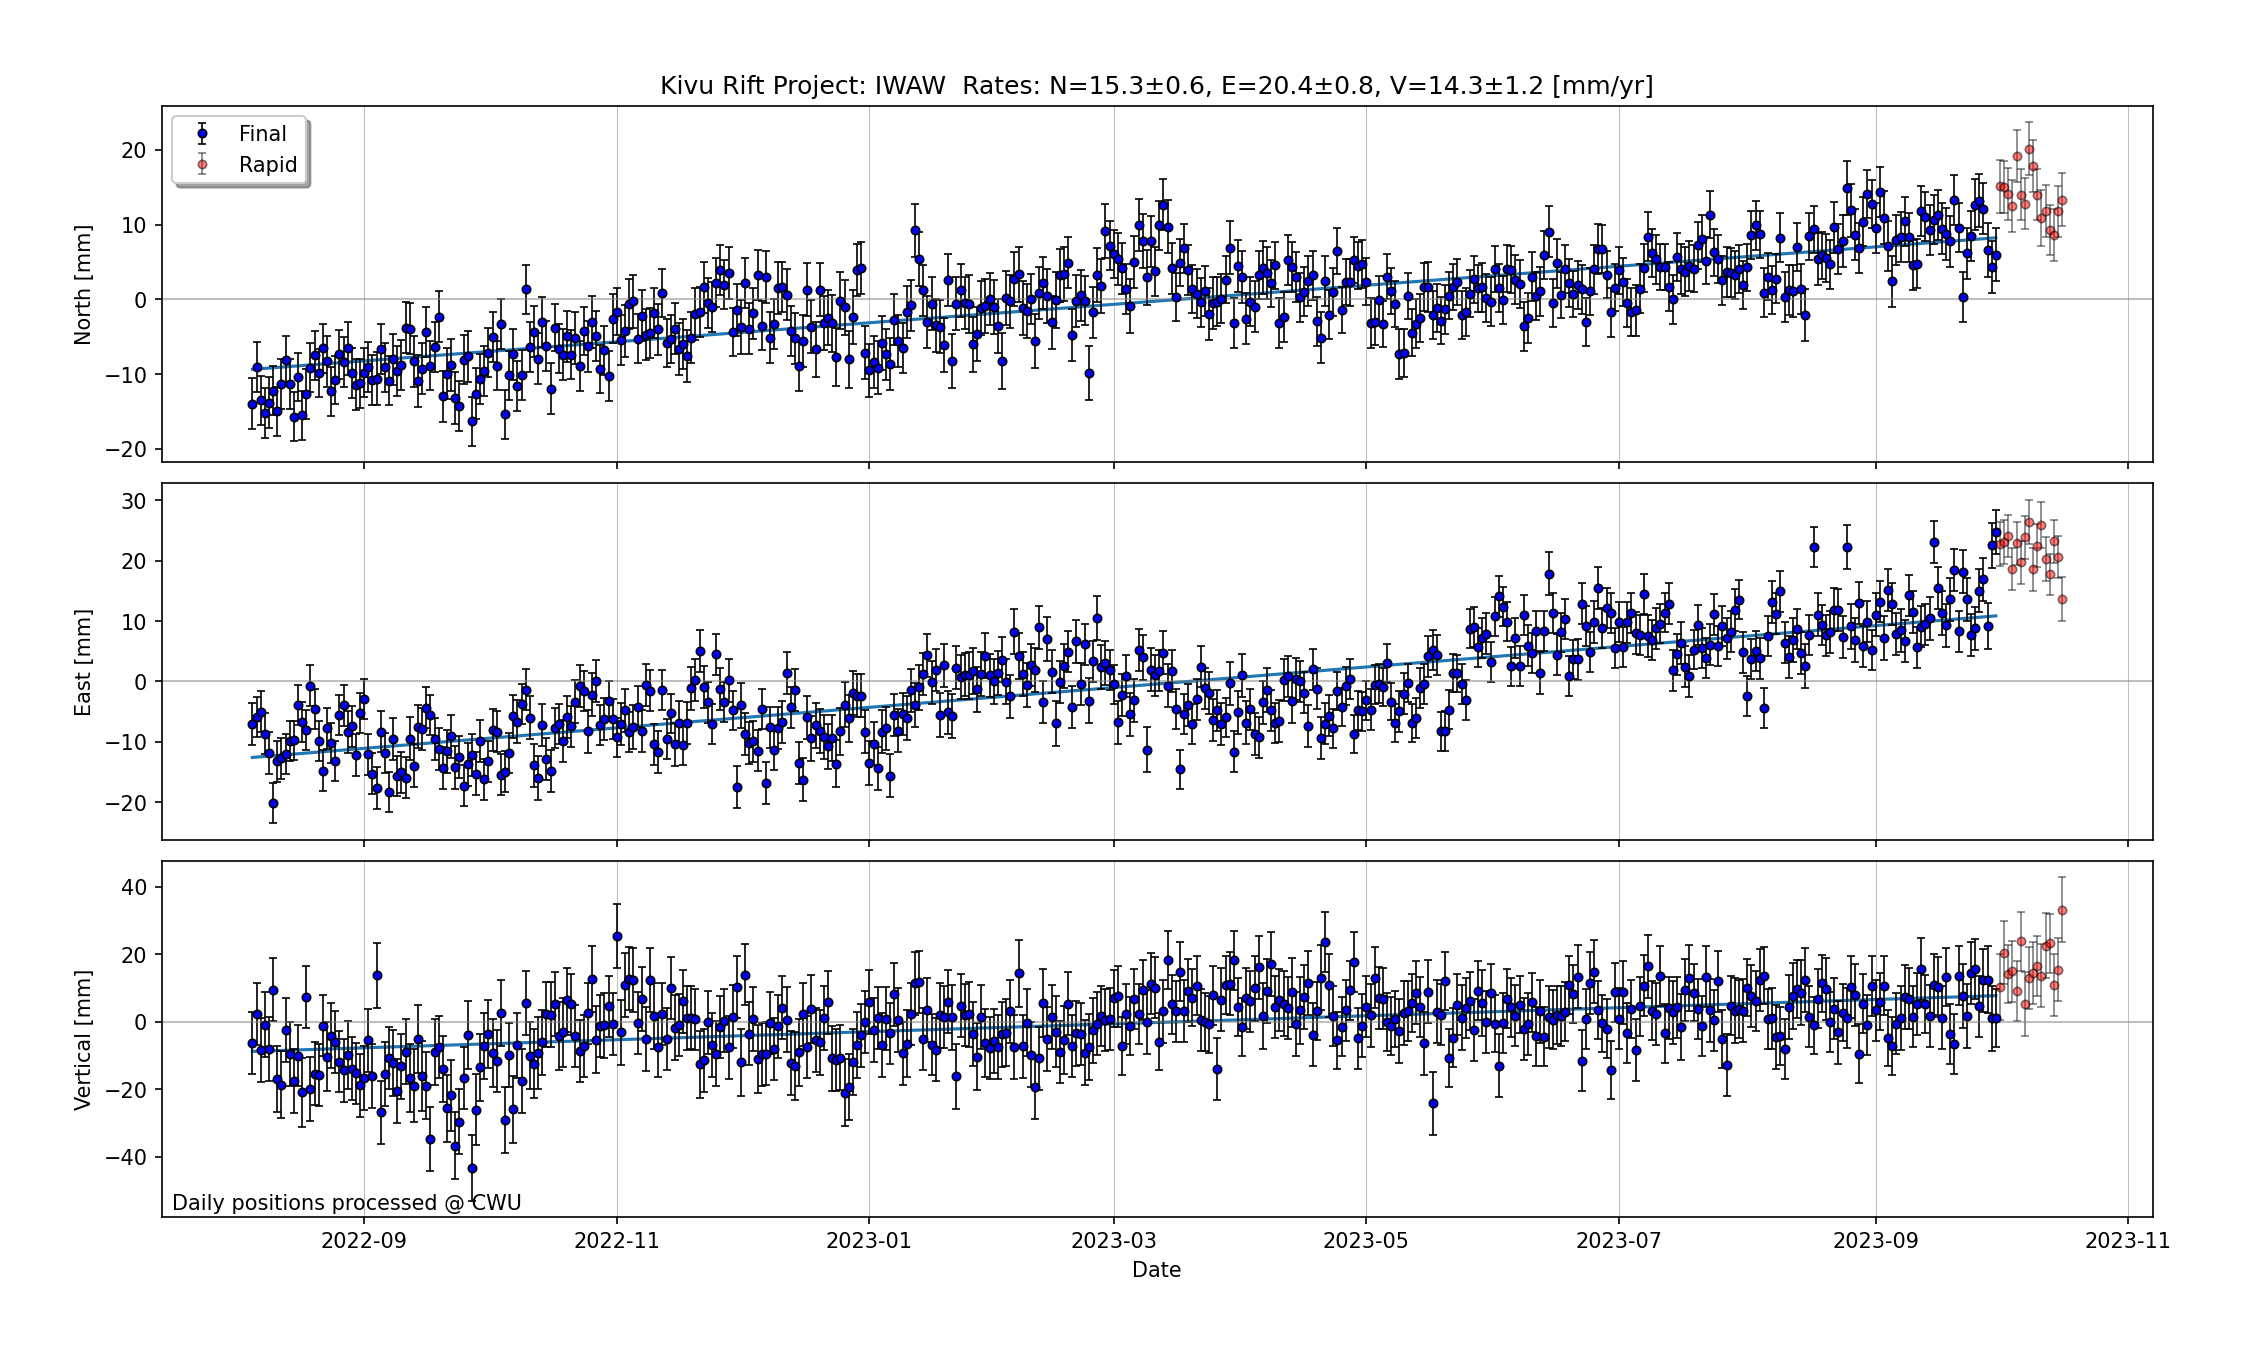 Kivu Rift Project: IWAW  Rates: N=15.3±0.6, E=20.4±0.8, V=14.3±1.2 [mm/yr]
Final
Rapid
North [mm]
20
10
0
−10
−20
East [mm]
30
20
10
0
−10
−20
Vertical [mm]
40
20
0
−20
−40
Daily positions processed @ CWU
2022-09 2022-11 2023-01 2023-03 2023-05 2023-07 2023-09 2023-11
Date